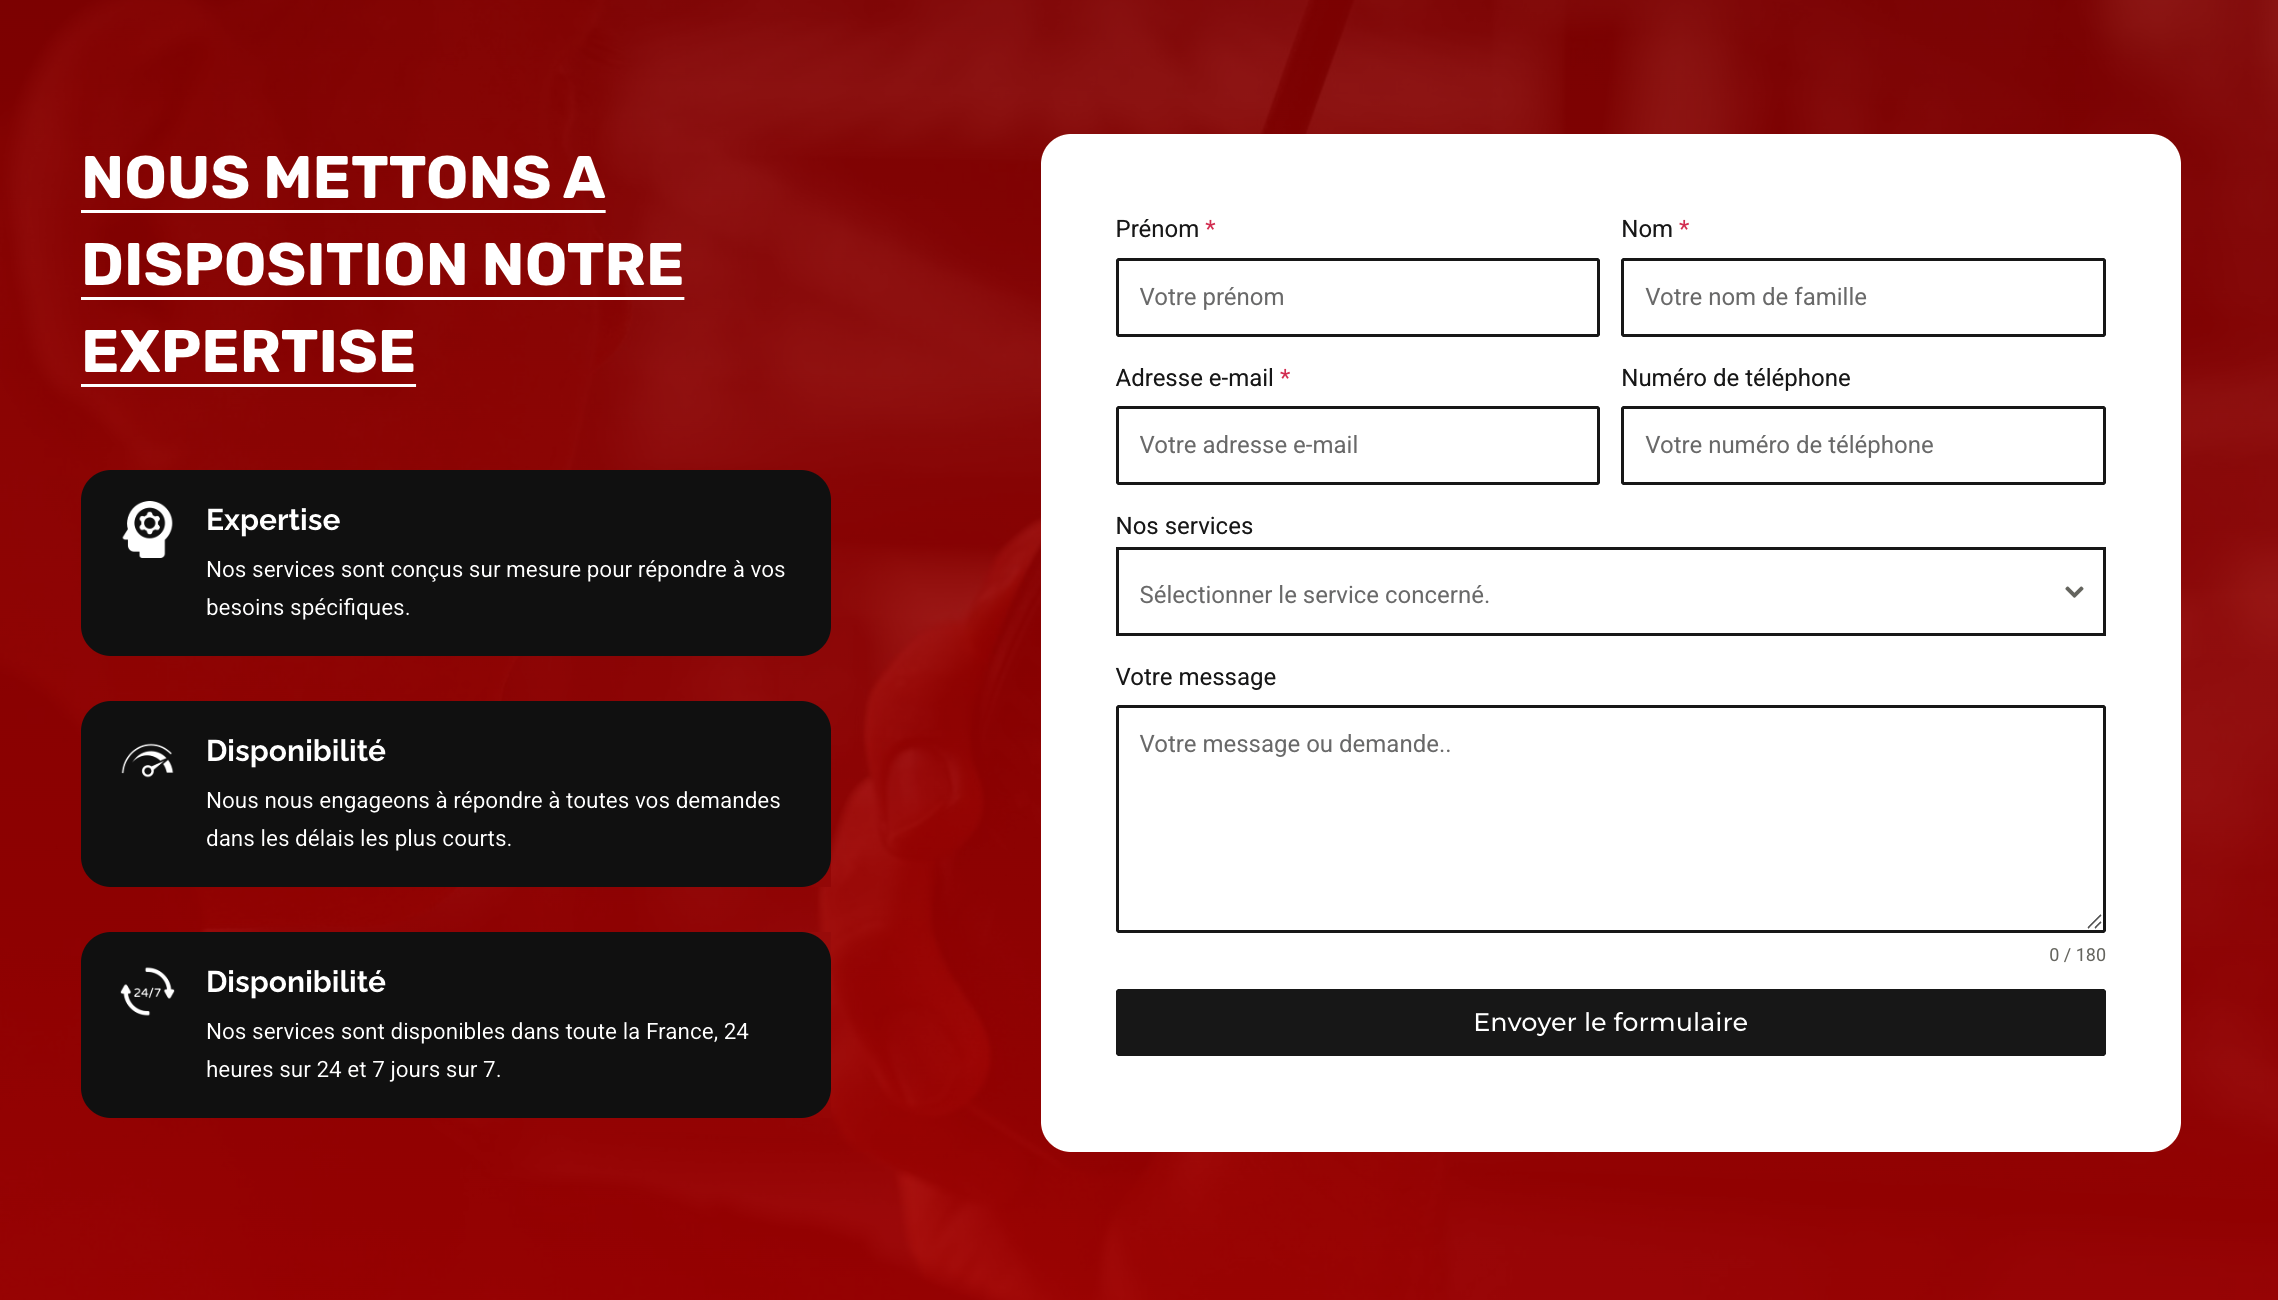 NOUS METTONS A
DISPOSITION NOTRE
EXPERTISE
Expertise
Nos services sont conçus sur mesure pour répondre à vos
besoins spécifiques.
Disponibilité
Nous nous engageons à répondre à toutes vos demandes
dans les délais les plus courts.
24/7
Disponibilité
Nos services sont disponibles dans toute la France, 24
heures sur 24 et 7 jours sur 7.
Prénom *
Nom *
Votre prénom
Votre nom de famille
Adresse e-mail *
Numéro de téléphone
Votre adresse e-mail
Votre numéro de téléphone
Nos services
Sélectionner le service concerné.
Votre message
Votre message ou demande..
0 / 180
Envoyer le formulaire